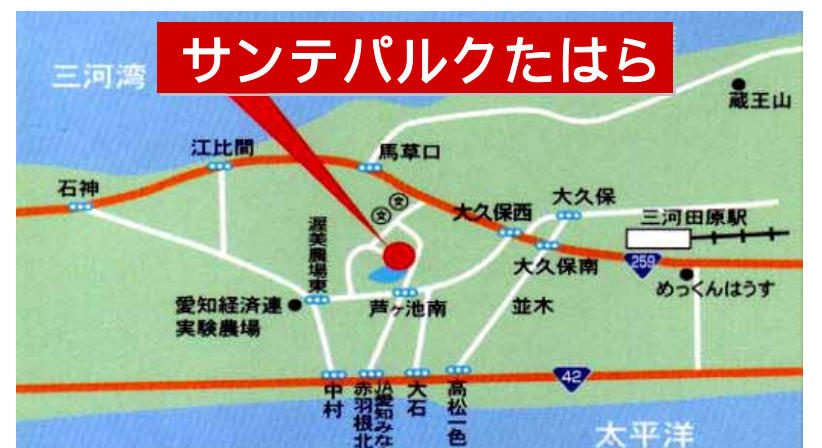 サンテパルクたはら
三河湾
蔵王山
江比間
馬草口
石神
大久保
大久保西
三河田原駅
渥美農場東
大久保南
259
めっくんはうす
愛知経済連
実験農場
芦ヶ池南
並木
42
中村
赤羽根北
JA愛知みな
大石
高松一色
太平洋
文
文